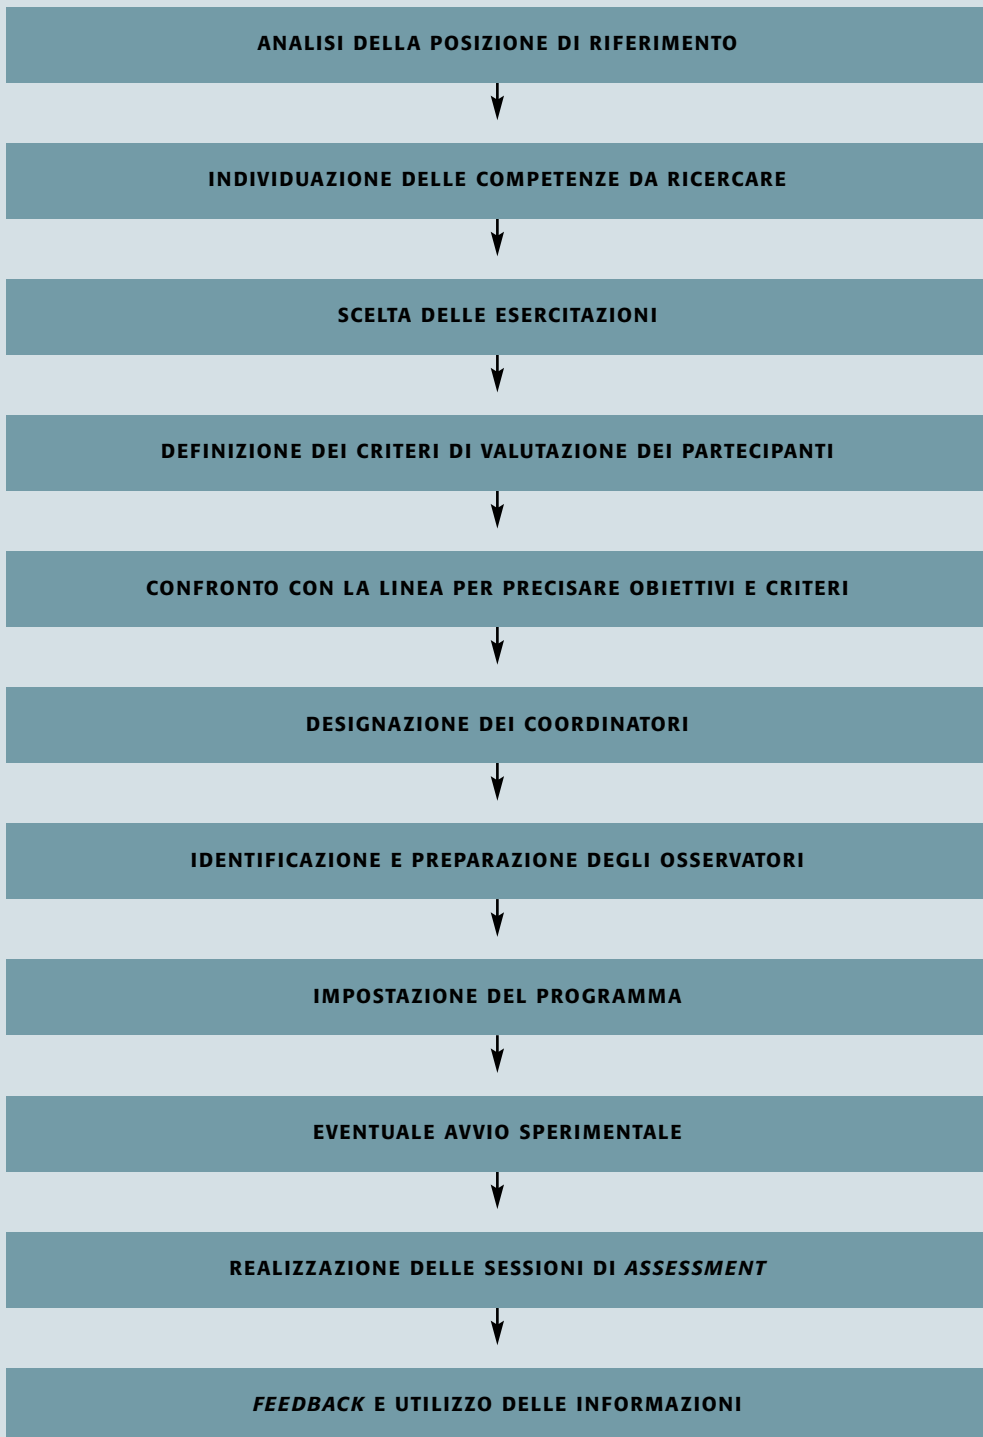 ANALISI DELLA POSIZIONE DI RIFERIMENTO
INDIVIDUAZIONE DELLE COMPETENZE DA RICERCARE
SCELTA DELLE ESERCITAZIONI
DEFINIZIONE DEI CRITERI DI VALUTAZIONE DEI PARTECIPANTI
CONFRONTO CON LA LINEA PER PRECISARE OBIETTIVI E CRITERI
DESIGNAZIONE DEI COORDINATORI
IDENTIFICAZIONE E PREPARAZIONE DEGLI OSSERVATORI
IMPOSTAZIONE DEL PROGRAMMA
EVENTUALE AVVIO SPERIMENTALE
REALIZZAZIONE DELLE SESSIONI DI ASSESSMENT
FEEDBACK E UTILIZZO DELLE INFORMAZIONI